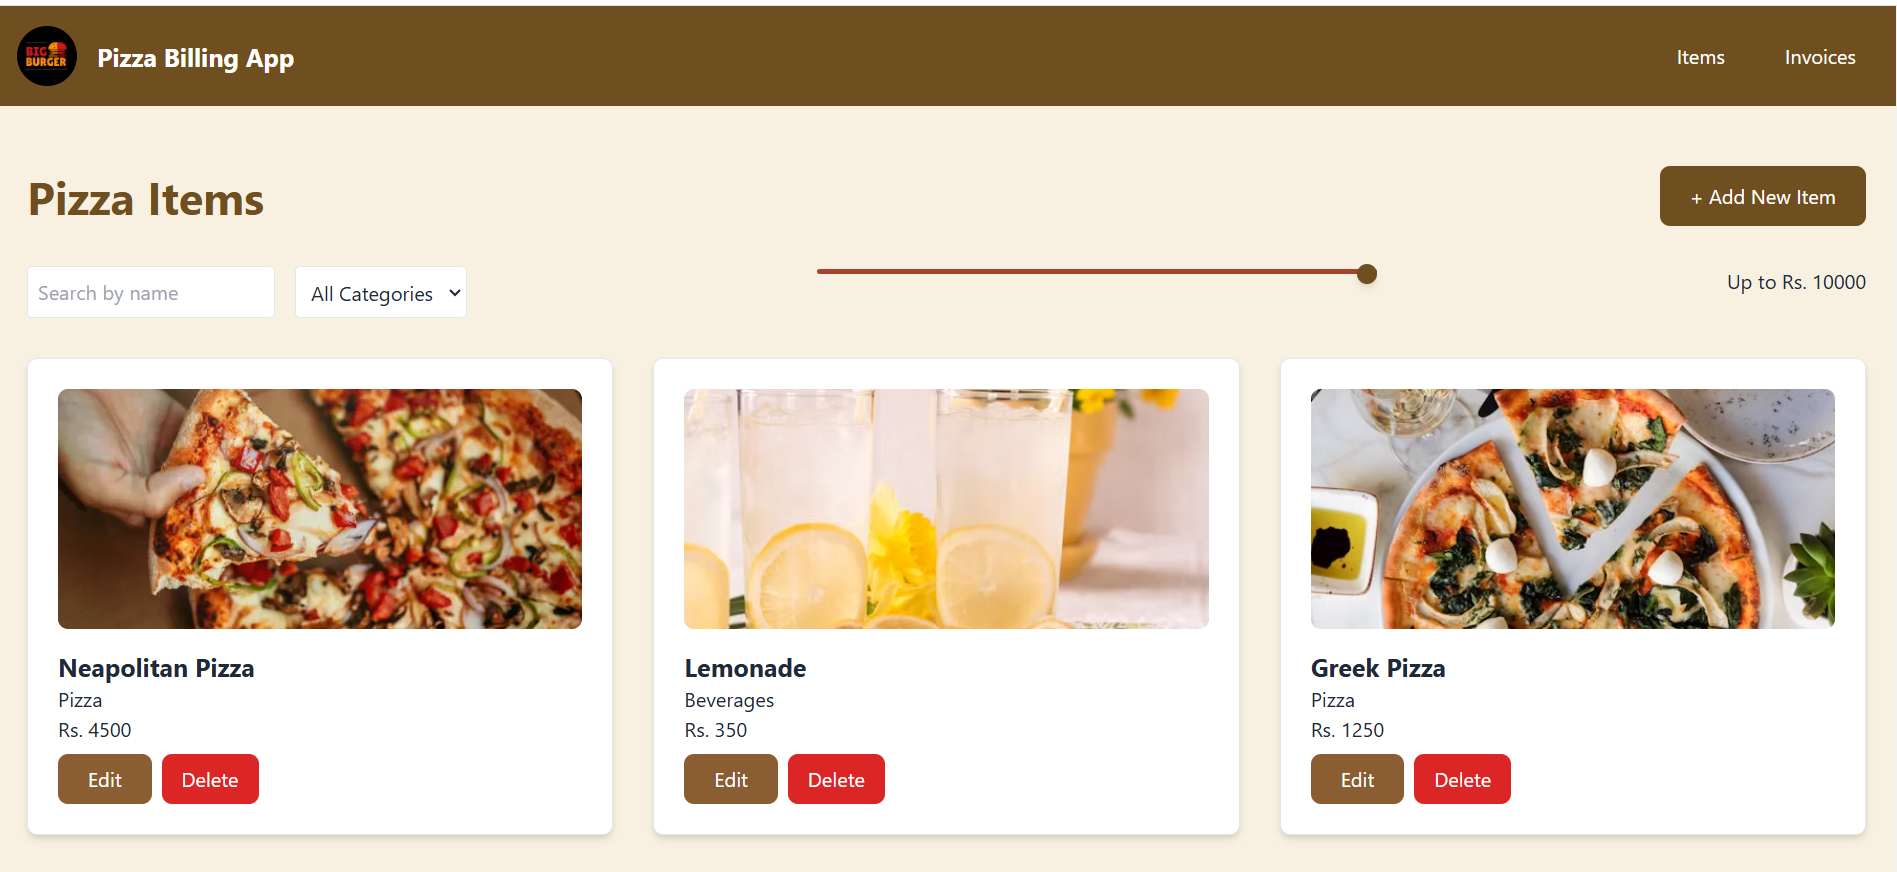 BIG
BURGER
Pizza Billing App
Items
Invoices
Pizza Items
+ Add New Item
Search by name
All Categories
Up to Rs. 10000
Neapolitan Pizza
Pizza
Rs. 4500
Edit
Delete
Lemonade
Beverages
Rs. 350
Edit
Delete
Greek Pizza
Pizza
Rs. 1250
Edit
Delete